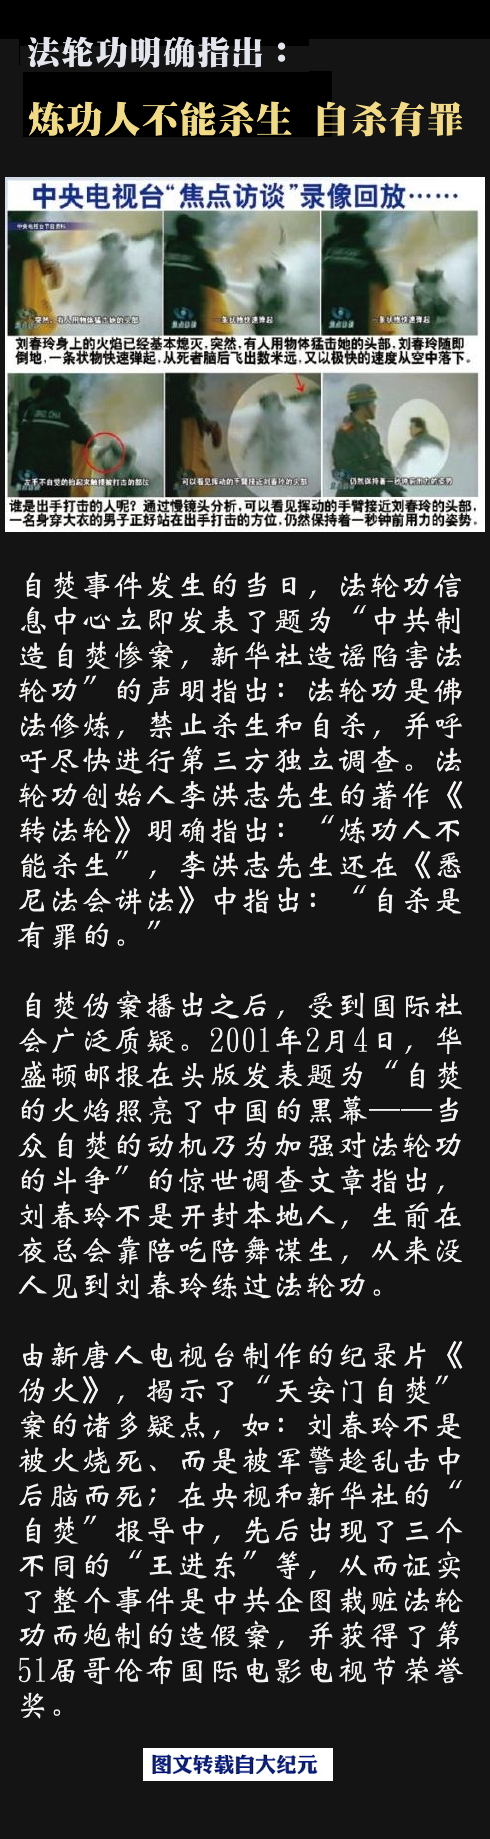 法轮功明确指出：
炼功人不能杀生 自杀有罪
中央电视台“焦点访谈”录像回放……
中央电视台节目资料
突然，有人用物体猛击她的头部
一条状物快速弹起
一条状物快速弹起
焦点访谈
刘春玲身上的火焰已经基本熄灭，突然，有人用物体猛击她的头部，刘春玲随即
倒地，一条状物快速弹起，从死者脑后飞出数米远，又以极快的速度从空中落下。
左手不自觉的抬起来触摸被打击的部位
可以看见挥动的手臂接近刘春玲的头部
仍然保持着一秒钟前用力的姿势
谁是出手打击的人呢？通过慢镜头分析，可以看见挥动的手臂接近刘春玲的头部，
一名身穿大衣的男子正好站在出手打击的方位，仍然保持着一秒钟前用力的姿势。
自焚事件发生的当日，法轮功信
息中心立即发表了题为“中共制
造自焚惨案，新华社造谣陷害法
轮功”的声明指出：法轮功是佛
法修炼，禁止杀生和自杀，并呼
吁尽快进行第三方独立调查。法
轮功创始人李洪志先生的著作《
转法轮》明确指出：“炼功人不
能杀生”，李洪志先生还在《悉
尼法会讲法》中指出：“自杀是
有罪的。”
自焚伪案播出之后，受到国际社
会广泛质疑。2001年2月4日，华
盛顿邮报在头版发表题为“自焚
的火焰照亮了中国的黑幕——当
众自焚的动机乃为加强对法轮功
的斗争”的惊世调查文章指出，
刘春玲不是开封本地人，生前在
夜总会靠陪吃陪舞谋生，从来没
人见到刘春玲练过法轮功。
由新唐人电视台制作的纪录片《
伪火》，揭示了“天安门自焚”
案的诸多疑点，如：刘春玲不是
被火烧死、而是被军警趁乱击中
后脑而死；在央视和新华社的“
自焚”报导中，先后出现了三个
不同的“王进东”等，从而证实
了整个事件是中共企图栽赃法轮
功而炮制的造假案，并获得了第
51届哥伦布国际电影电视节荣誉
奖。
图文转载自大纪元